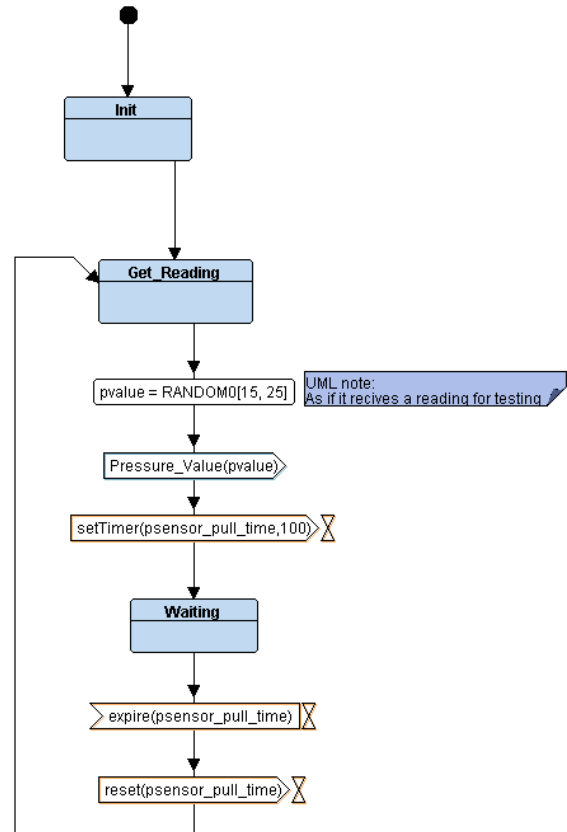 Init
Get_Reading
pvalue = RANDOM0[15, 25]
UML note:
As if it recives a reading for testing
Pressure_Value(pvalue)
setTimer(psensor_pull_time,100)
Waiting
expire(psensor_pull_time)
reset(psensor_pull_time)